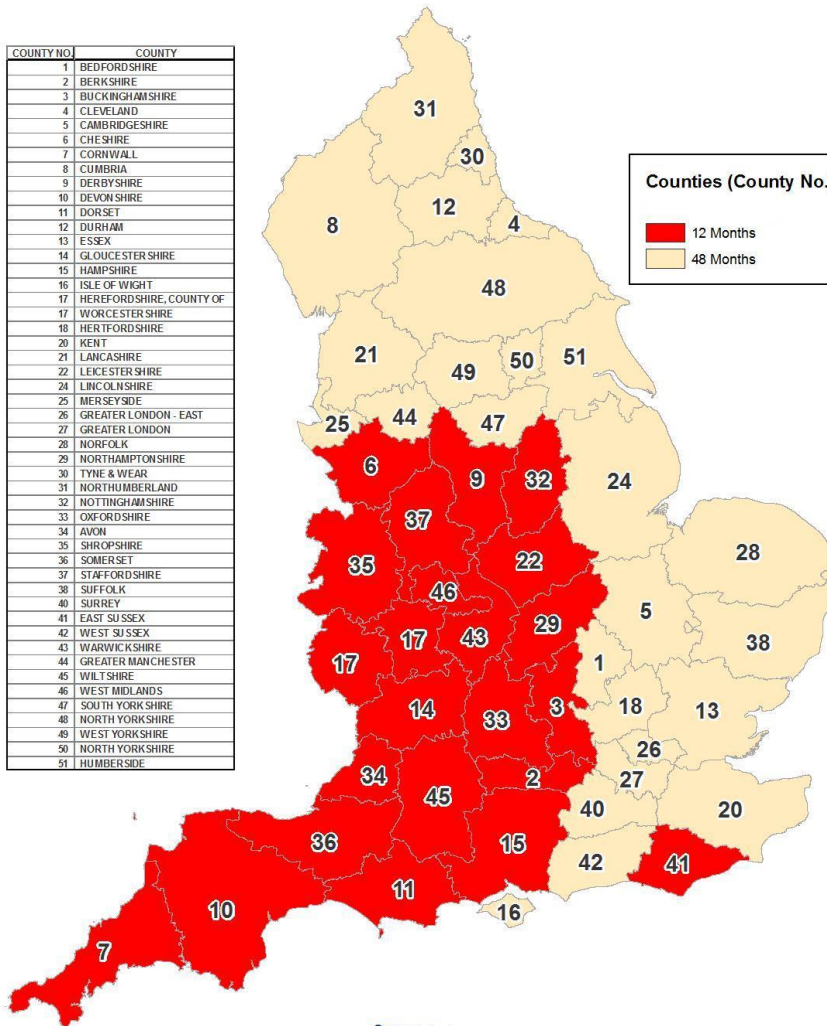 COUNTY NO. COUNTY
1 BEDFORDSHIRE
2 BERKSHIRE
3 BUCKINGHAMSHIRE
4 CLEVELAND
5 CAMBRIDGESHIRE
6 CHESHIRE
7 CORNWALL
8 CUMBRIA
9 DERBYSHIRE
10 DEVONSHIRE
11 DORSET
12 DURHAM
13 ESSEX
14 GLOUCESTERSHIRE
15 HAMPSHIRE
16 ISLE OF WIGHT
17 HEREFORDSHIRE, COUNTY OF
17 WORCESTERSHIRE
18 HERTFORDSHIRE
20 KENT
21 LANCASHIRE
22 LEICESTERSHIRE
24 LINCOLNSHIRE
25 MERSEYSIDE
26 GREATER LONDON - EAST
27 GREATER LONDON
28 NORFOLK
29 NORTHAMPTONSHIRE
30 TYNE & WEAR
31 NORTHUMBERLAND
32 NOTTINGHAMSHIRE
33 OXFORDSHIRE
34 AVON
35 SHROPSHIRE
36 SOMERSET
37 STAFFORDSHIRE
38 SUFFOLK
40 SURREY
41 EAST SUSSEX
42 WEST SUSSEX
43 WARWICKSHIRE
44 GREATER MANCHESTER
45 WILTSHIRE
46 WEST MIDLANDS
47 SOUTH YORKSHIRE
48 NORTH YORKSHIRE
49 WEST YORKSHIRE
50 NORTH YORKSHIRE
51 HUMBERSIDE
Counties (County No.
12 Months
48 Months
31
30
12
8
4
48
21
49
50
51
25
44
47
6
9
32
24
37
35
22
28
46
5
29
17
17
43
38
1
14
33
3
18
13
26
34
2
27
45
40
20
36
15
42
41
11
16
10
7